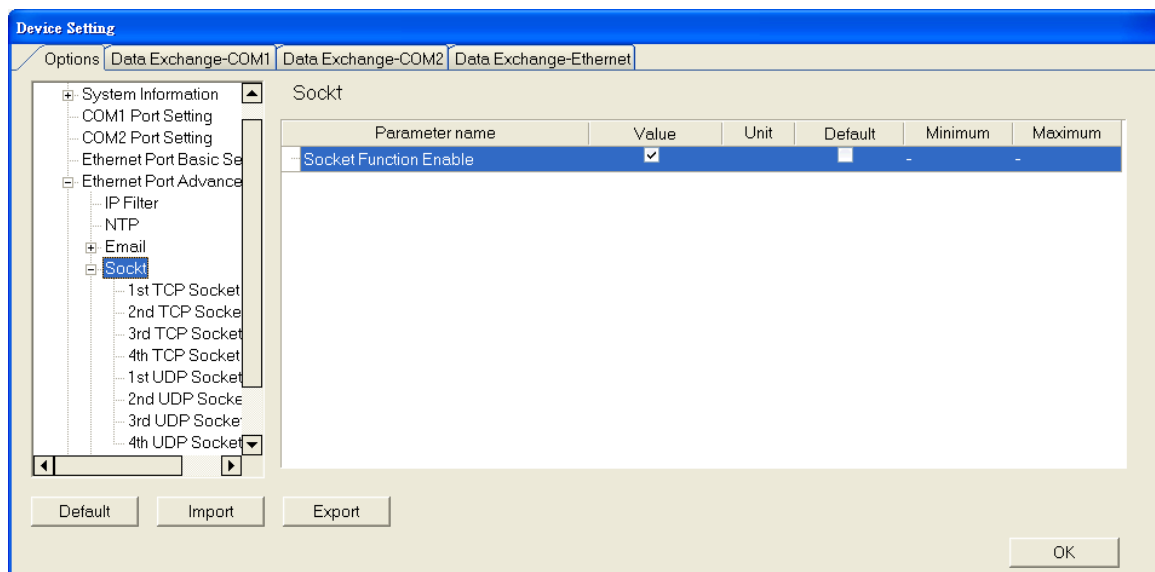 Device Setting
Options Data Exchange-COM1 Data Exchange-COM2 Data Exchange-Ethernet
System Information
COM1 Port Setting
COM2 Port Setting
Ethernet Port Basic Se
Ethernet Port Advance
IP Filter
NTP
Email
Sockt
1st TCP Socket
2nd TCP Socke
3rd TCP Socket
4th TCP Socket
1st UDP Socket
2nd UDP Socke
3rd UDP Socke
4th UDP Socket
Sockt
Parameter name Value Unit Default Minimum Maximum
Socket Function Enable - -
Default Import Export
OK